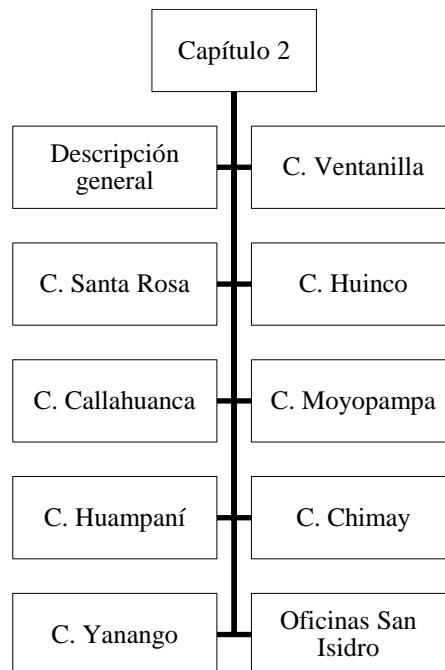 Capítulo 2
Descripción
general
C. Ventanilla
C. Santa Rosa
C. Huinco
C. Callahuanca
C. Moyopampa
C. Huampaní
C. Chimay
C. Yanango
Oficinas San
Isidro